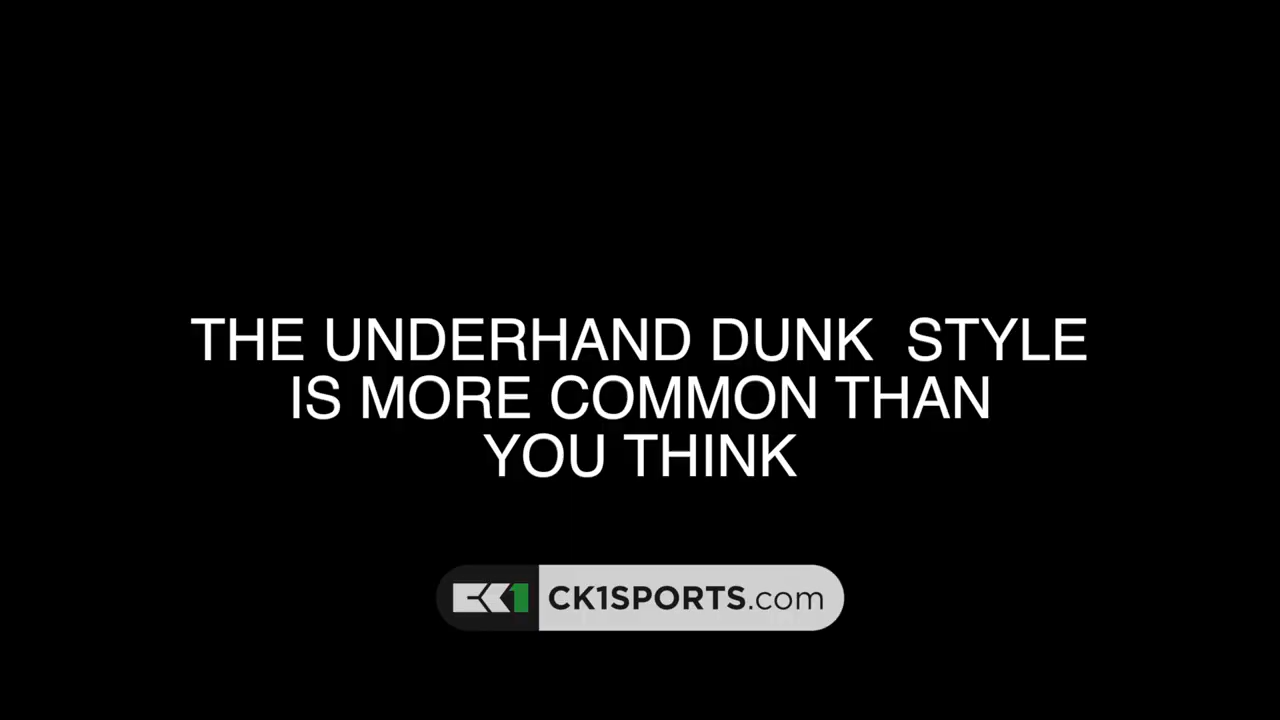 THE UNDERHAND DUNK  STYLE
IS MORE COMMON THAN
YOU THINK
CK1 CK1SPORTS.com